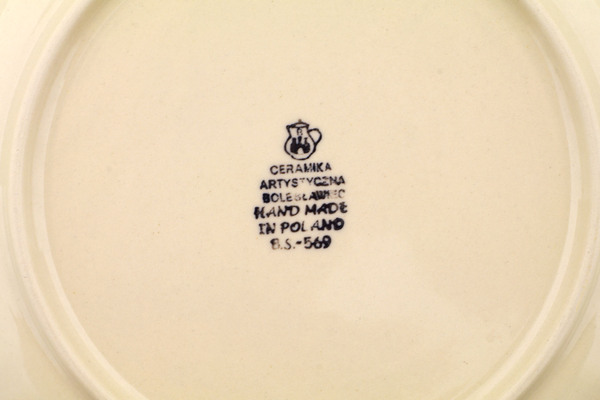 CERAMIKA
ARTYSTYCZNA
BOLESŁAWIEC
HAND MADE
IN POLAND
B.S.-569